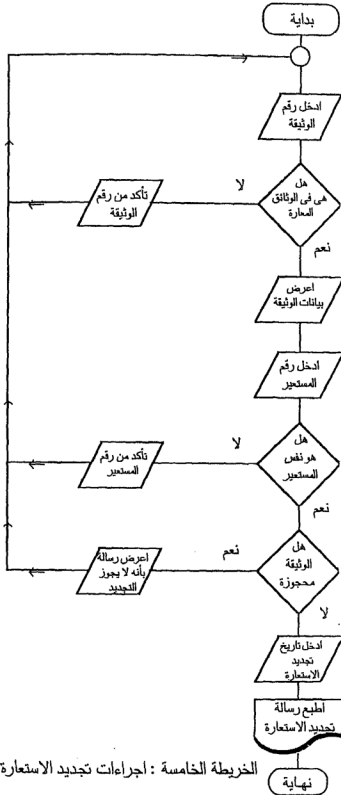 بداية
ادخل رقم
الوثيقة
هل
هى فى الوثائق
المعارة
لا
تأكد من رقم
الوثيقة
نعم
اعرض
بيانات الوثيقة
ادخل رقم
المستعير
هل
هو نفس
المستعير
لا
تأكد من رقم
المستعير
نعم
هل
الوثيقة
محجوزة
نعم
اعرض رسالة
بأنه لا يجوز
التجديد
لا
ادخل تاريخ
تجديد
الاستعارة
اطبع رسالة
تجديد الاستعارة
نهاية
الخريطة الخامسة : اجراءات تجديد الاستعارة